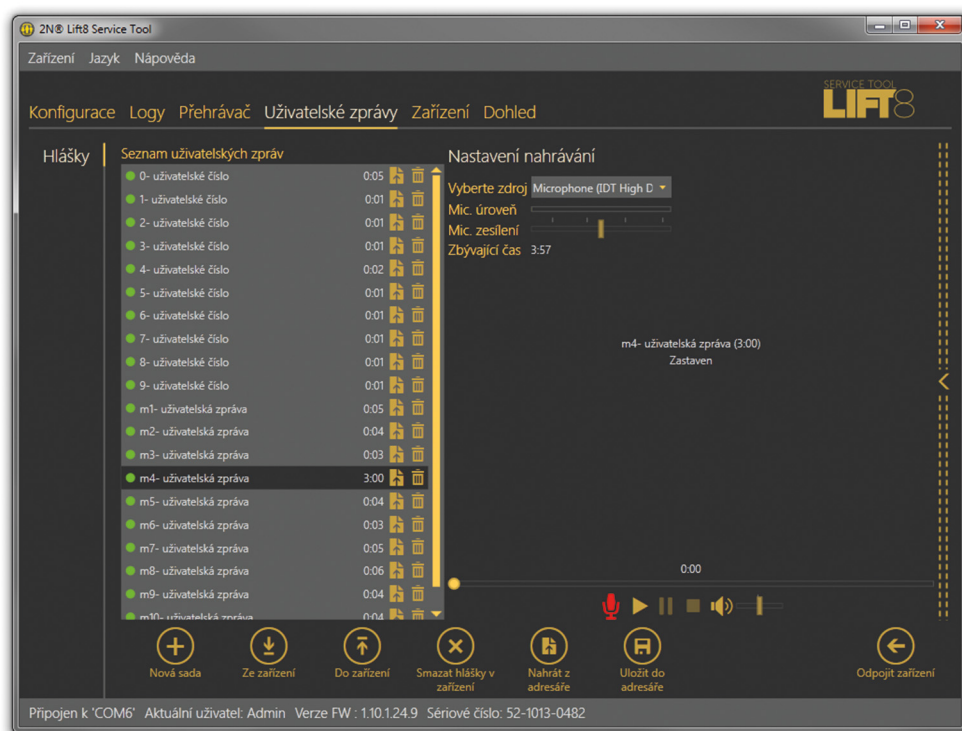 2N® Lift8 Service Tool
Zařízení Jazyk Nápověda
SERVICE TOOL
LIFT8
Konfigurace Logy Přehrávač Uživatelské zprávy Zařízení Dohled
Hlášky
Seznam uživatelských zpráv
0- uživatelské číslo 0:05
1- uživatelské číslo 0:01
2- uživatelské číslo 0:01
3- uživatelské číslo 0:01
4- uživatelské číslo 0:02
5- uživatelské číslo 0:01
6- uživatelské číslo 0:01
7- uživatelské číslo 0:01
8- uživatelské číslo 0:01
9- uživatelské číslo 0:01
m1- uživatelská zpráva 0:05
m2- uživatelská zpráva 0:04
m3- uživatelská zpráva 0:03
m4- uživatelská zpráva 3:00
m5- uživatelská zpráva 0:04
m6- uživatelská zpráva 0:03
m7- uživatelská zpráva 0:05
m8- uživatelská zpráva 0:06
m9- uživatelská zpráva 0:04
m10- uživatelská zpráva 0:04
Nastavení nahrávání
Vyberte zdroj Microphone (IDT High D
Mic. úroveň
Mic. zesílení
Zbývající čas 3:57
m4- uživatelská zpráva (3:00)
Zastaven
0:00
Nová sada
Ze zařízení
Do zařízení
Smazat hlášky v
zařízení
Nahrát z
adresáře
Uložit do
adresáře
Odpojit zařízení
Připojen k 'COM6' Aktuální uživatel: Admin Verze FW : 1.10.1.24.9 Sériové číslo: 52-1013-0482